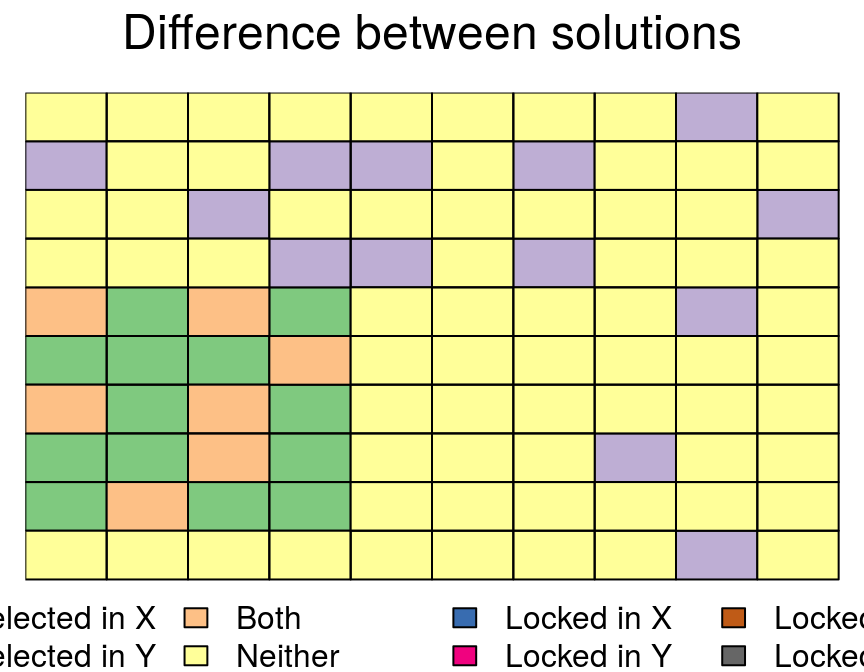 Difference between solutions
elected in X Both Locked in X Locked
elected in Y Neither Locked in Y Locked